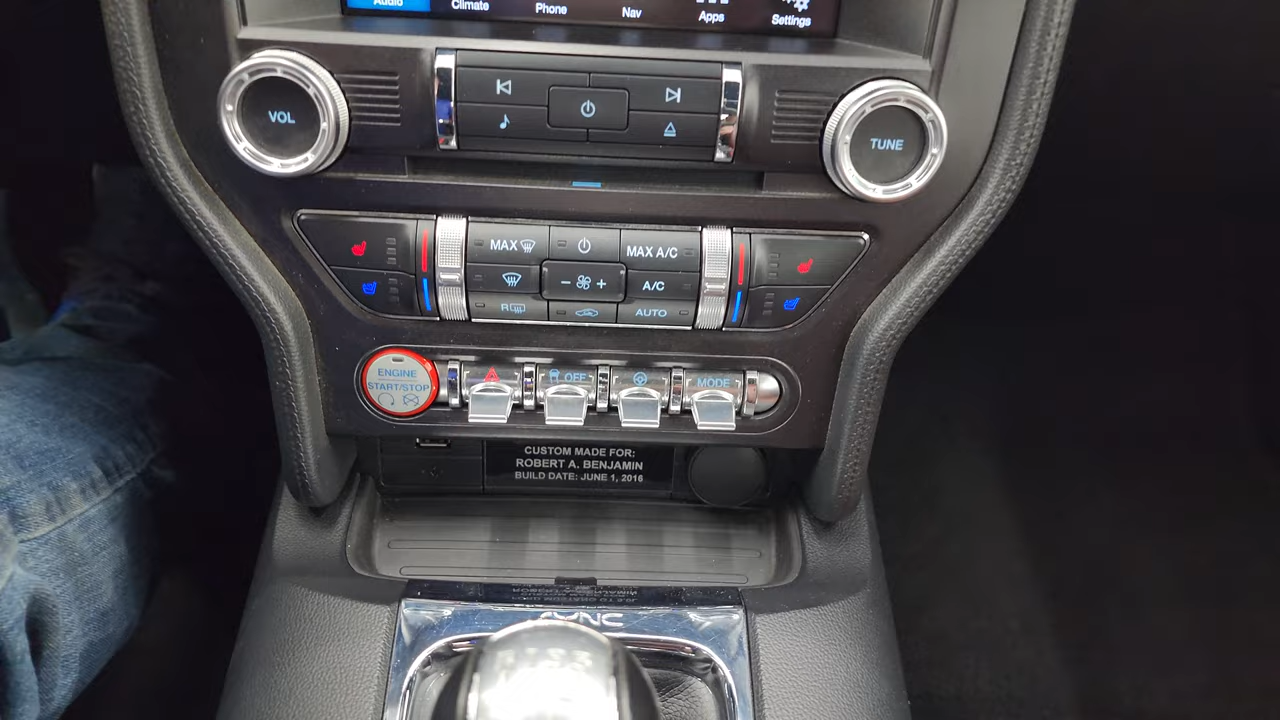 Audio
Climate
Phone
Nav
Apps
Settings
VOL
TUNE
MAX
MAX A/C
A/C
R
AUTO
ENGINE
START/STOP
OFF
MODE
CUSTOM MADE FOR:
ROBERT A. BENJAMIN
BUILD DATE: JUNE 1, 2016
SYNC